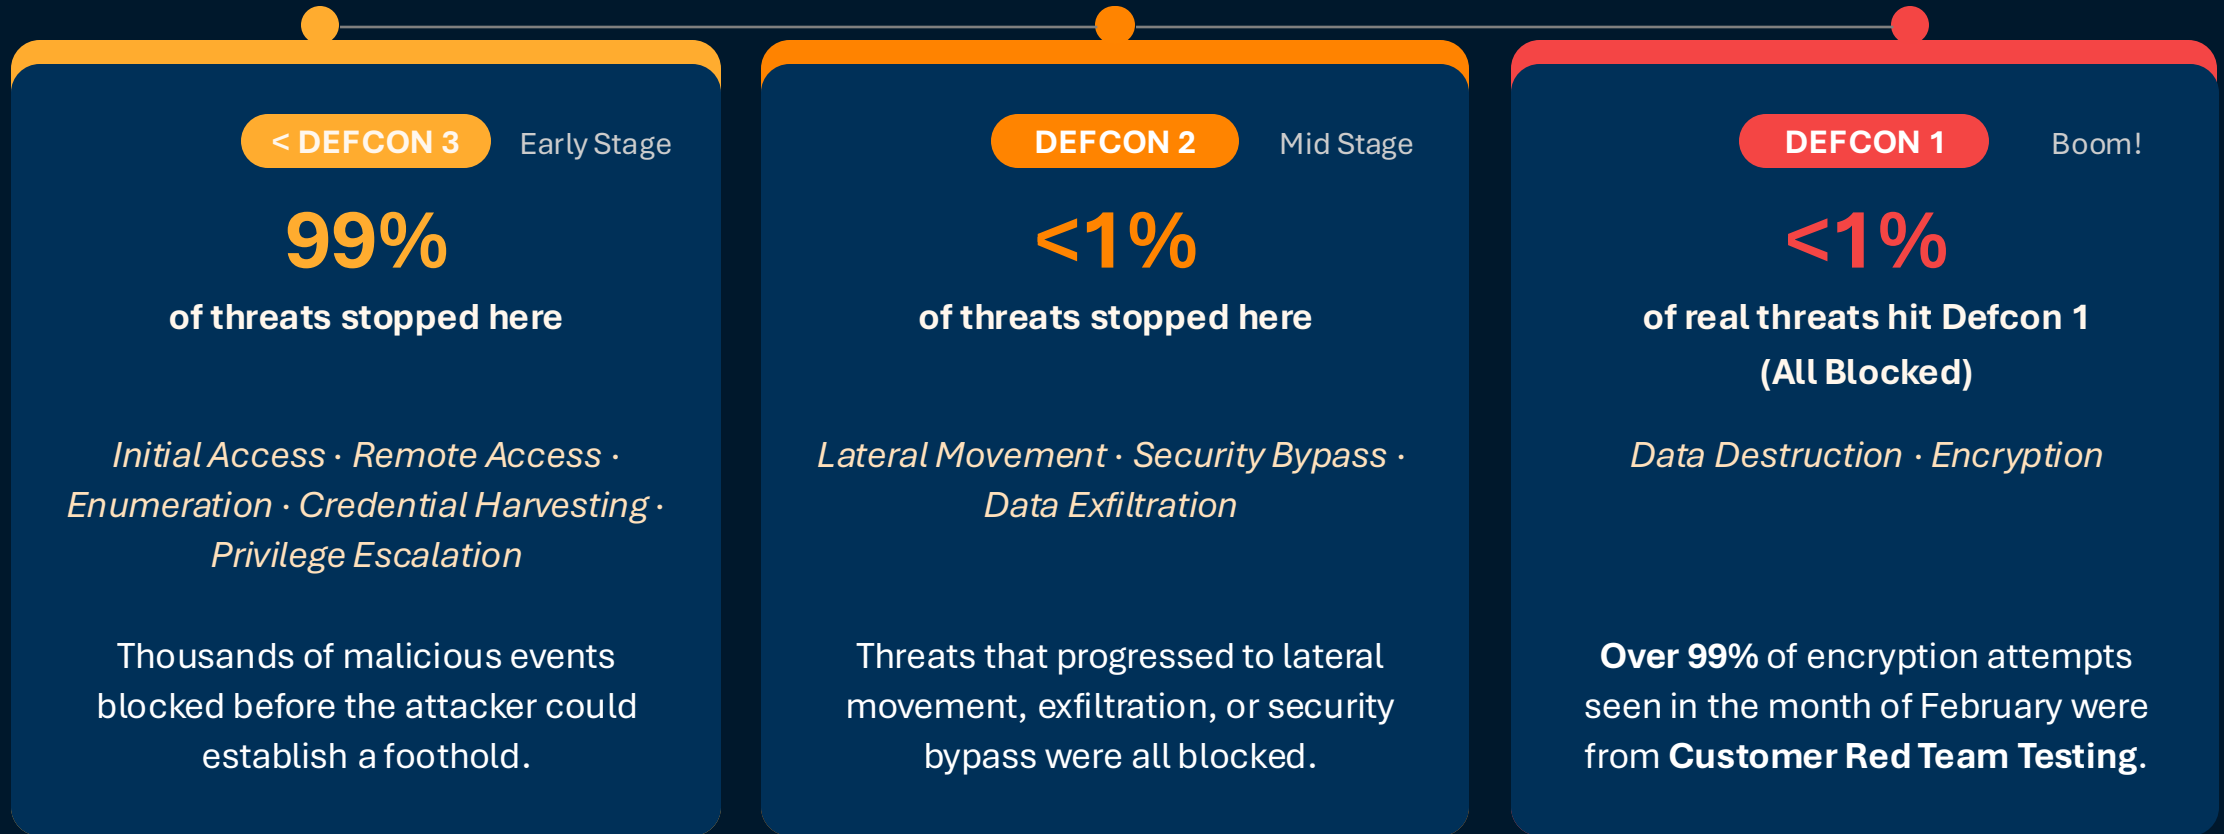 < DEFCON 3
Early Stage
99%
of threats stopped here
Initial Access · Remote Access ·
Enumeration · Credential Harvesting ·
Privilege Escalation
Thousands of malicious events
blocked before the attacker could
establish a foothold.
DEFCON 2
Mid Stage
<1%
of threats stopped here
Lateral Movement · Security Bypass ·
Data Exfiltration
Threats that progressed to lateral
movement, exfiltration, or security
bypass were all blocked.
DEFCON 1
Boom!
<1%
of real threats hit Defcon 1
(All Blocked)
Data Destruction · Encryption
Over 99% of encryption attempts
seen in the month of February were
from Customer Red Team Testing.